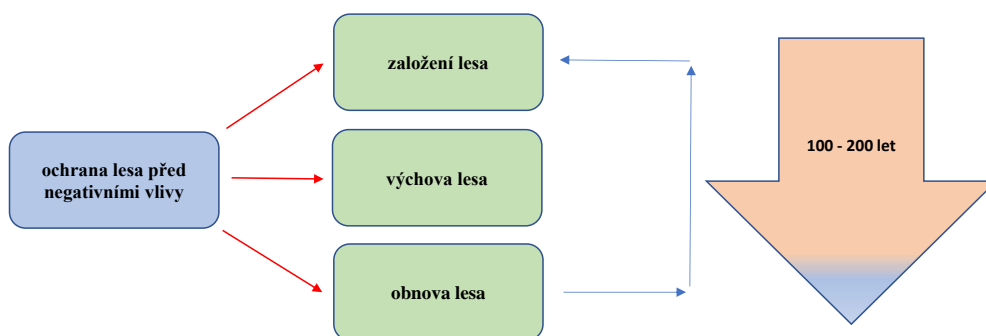 založení lesa
100 - 200 let
ochrana lesa před
negativními vlivy
výchova lesa
obnova lesa